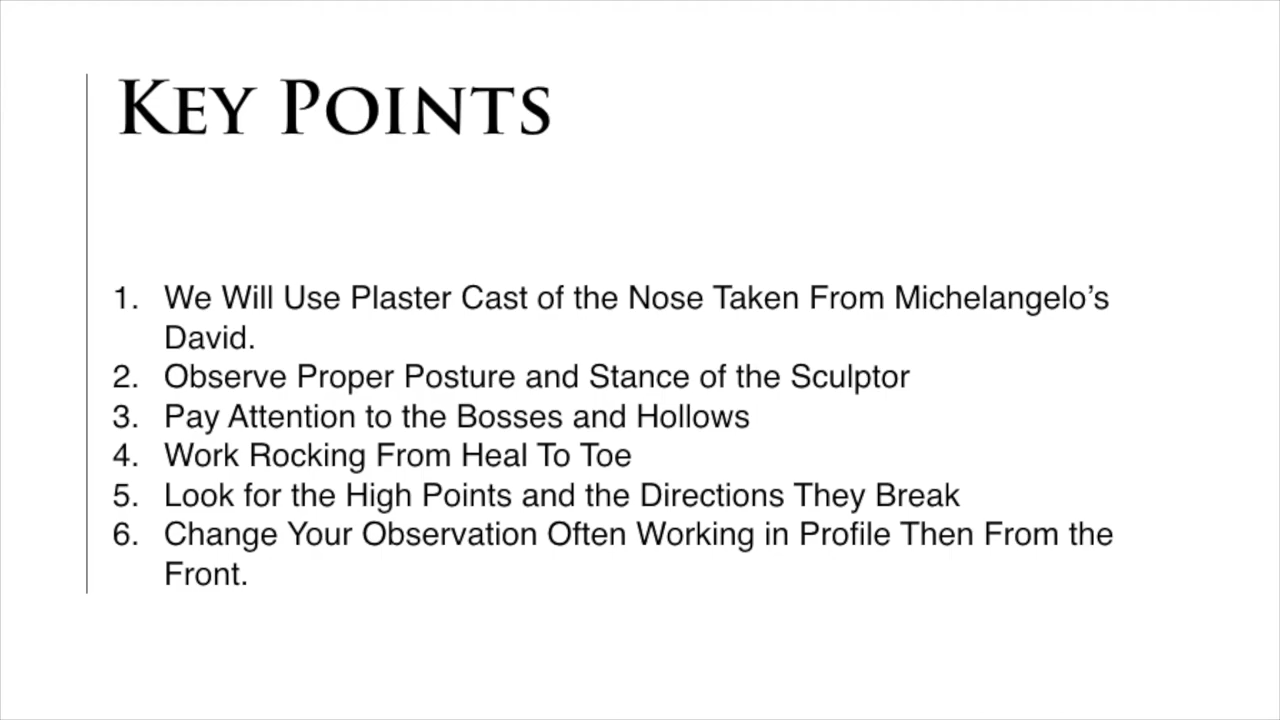 KEY POINTS
1. We Will Use Plaster Cast of the Nose Taken From Michelangelo’s
David.
2. Observe Proper Posture and Stance of the Sculptor
3. Pay Attention to the Bosses and Hollows
4. Work Rocking From Heal To Toe
5. Look for the High Points and the Directions They Break
6. Change Your Observation Often Working in Profile Then From the
Front.